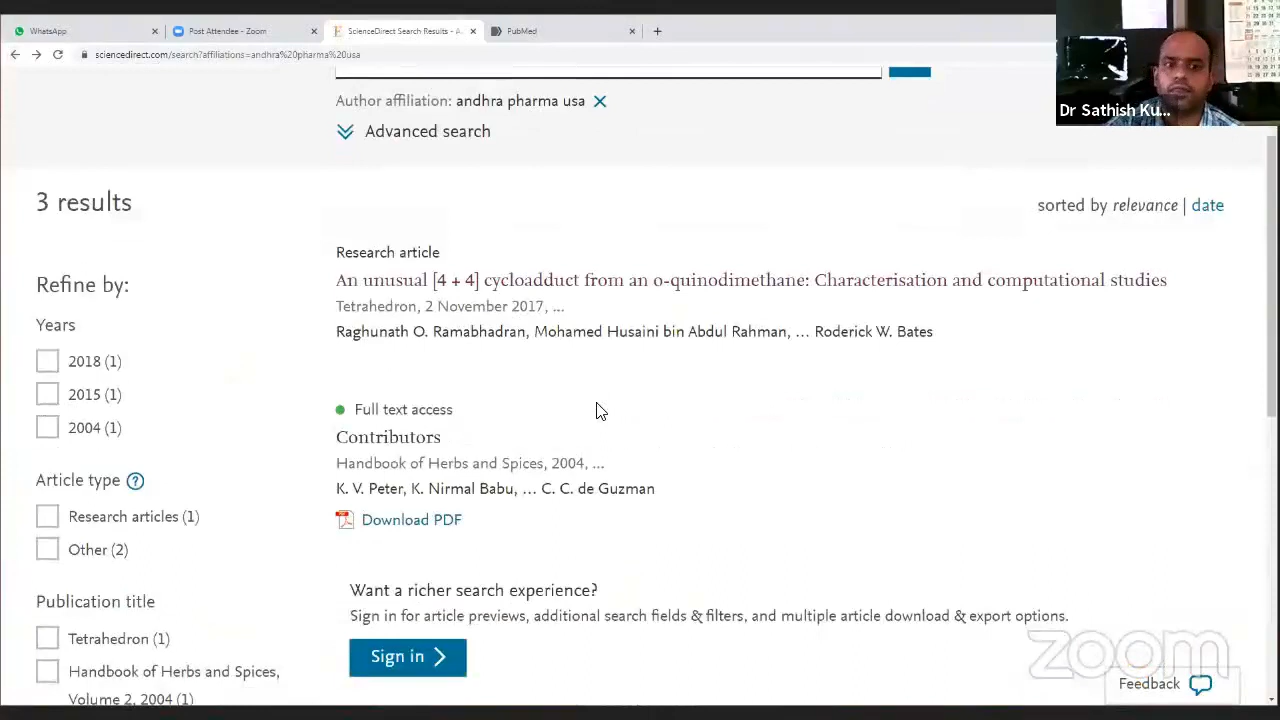 WhatsApp
Post Attendee - Zoom
ScienceDirect Search Results - A
PubMed
sciencedirect.com/search?affiliations=andhra%20pharma%20usa
Dr Sathish Ku...
Author affiliation: andhra pharma usa
Advanced search
3 results
sorted by relevance | date
Refine by:
Years
2018 (1)
2015 (1)
2004 (1)
Article type ?
Research articles (1)
Other (2)
Publication title
Tetrahedron (1)
Handbook of Herbs and Spices,
Volume 2, 2004 (1)
Research article
An unusual [4 + 4] cycloadduct from an o-quinodimethane: Characterisation and computational studies
Tetrahedron, 2 November 2017, ...
Raghunath O. Ramabhadran, Mohamed Husaini bin Abdul Rahman, ... Roderick W. Bates
Full text access
Contributors
Handbook of Herbs and Spices, 2004, ...
K. V. Peter, K. Nirmal Babu, ... C. C. de Guzman
Download PDF
Want a richer search experience?
Sign in for article previews, additional search fields & filters, and multiple article download & export options.
Sign in
zoom
Feedback